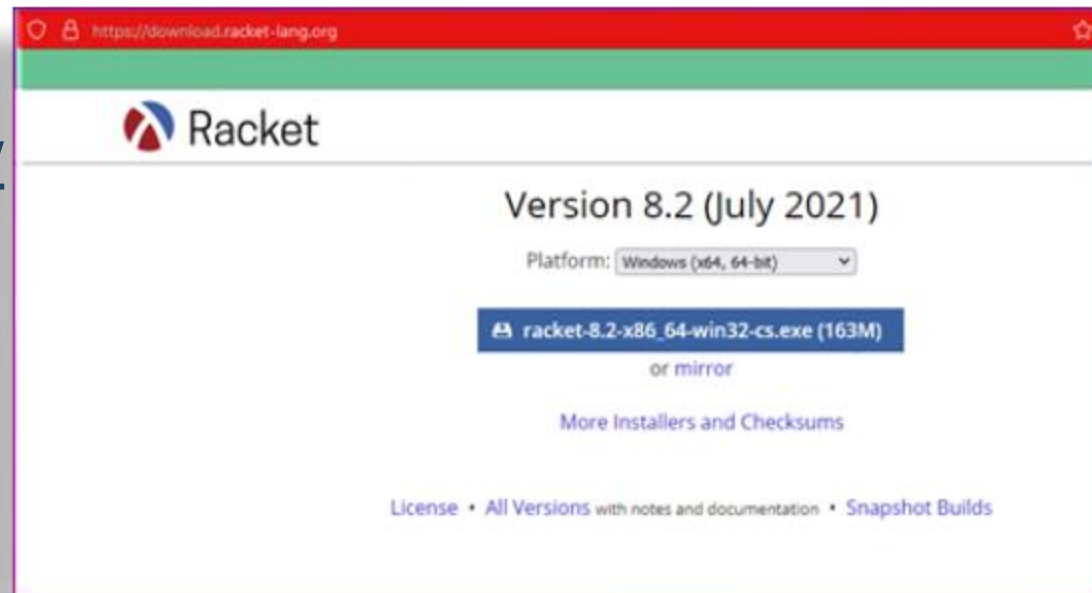 https://download.racket-lang.org
Racket
Version 8.2 (July 2021)
Platform: Windows (x64, 64-bit)
racket-8.2-x86_64-win32-cs.exe (163M)
or mirror
More Installers and Checksums
License • All Versions with notes and documentation • Snapshot Builds